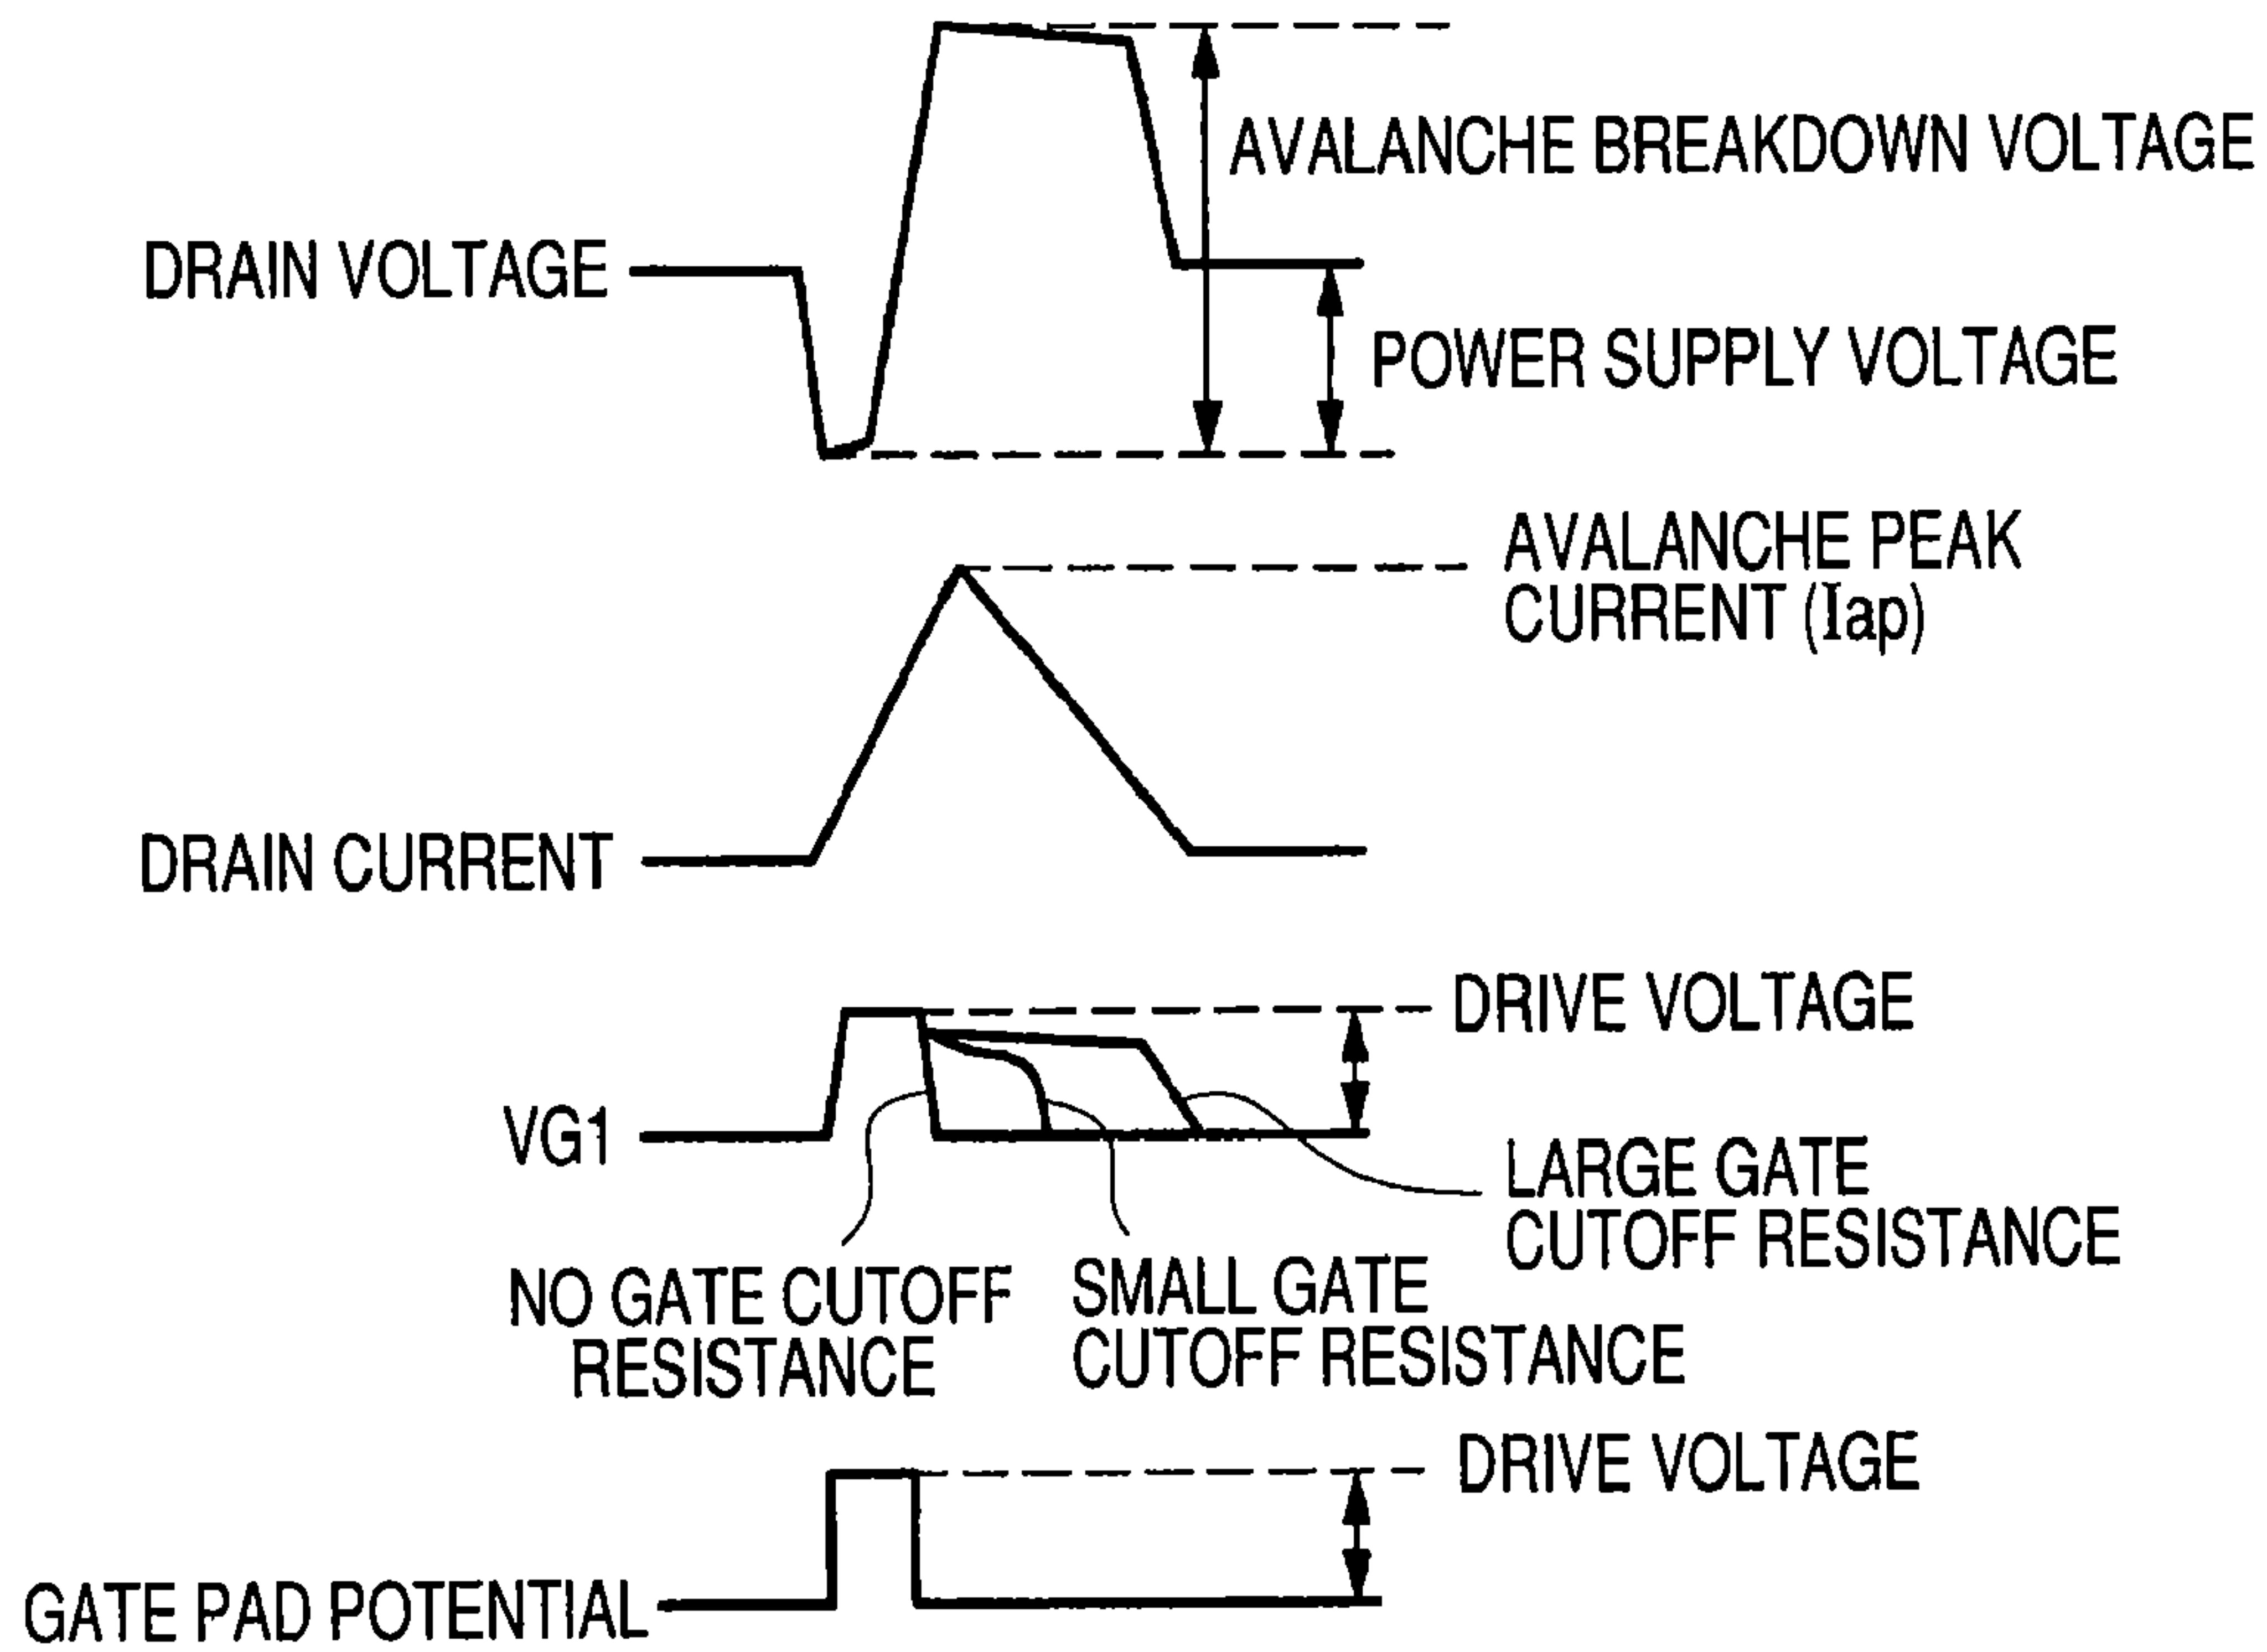 AVALANCHE BREAKDOWN VOLTAGE
DRAIN VOLTAGE
POWER SUPPLY VOLTAGE
AVALANCHE PEAK
CURRENT (Iap)
DRAIN CURRENT
DRIVE VOLTAGE
VG1
LARGE GATE
CUTOFF RESISTANCE
NO GATE CUTOFF
RESISTANCE
SMALL GATE
CUTOFF RESISTANCE
DRIVE VOLTAGE
GATE PAD POTENTIAL